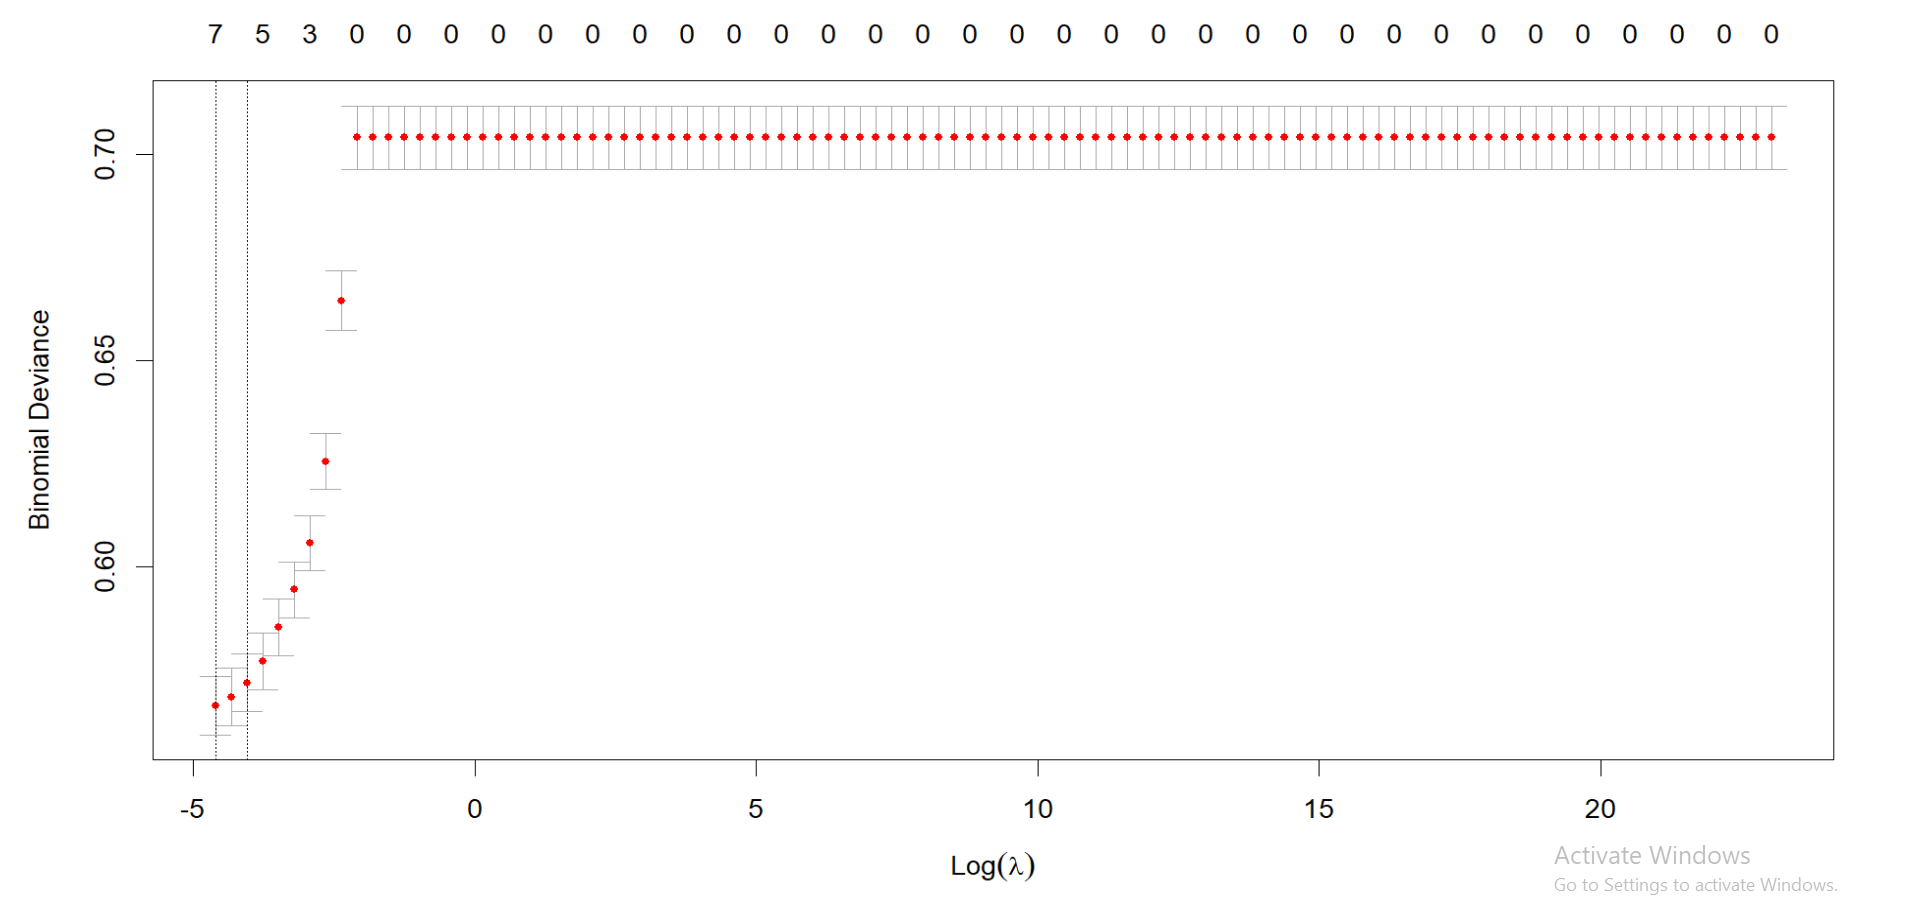 7 5 3 0 0 0 0 0 0 0 0 0 0 0 0 0 0 0 0 0 0 0 0 0 0 0 0 0 0 0 0 0 0 0
0.70
0.65
0.60
Binomial Deviance
-5 0 5 10 15 20
Log(λ)
Activate Windows
Go to Settings to activate Windows.